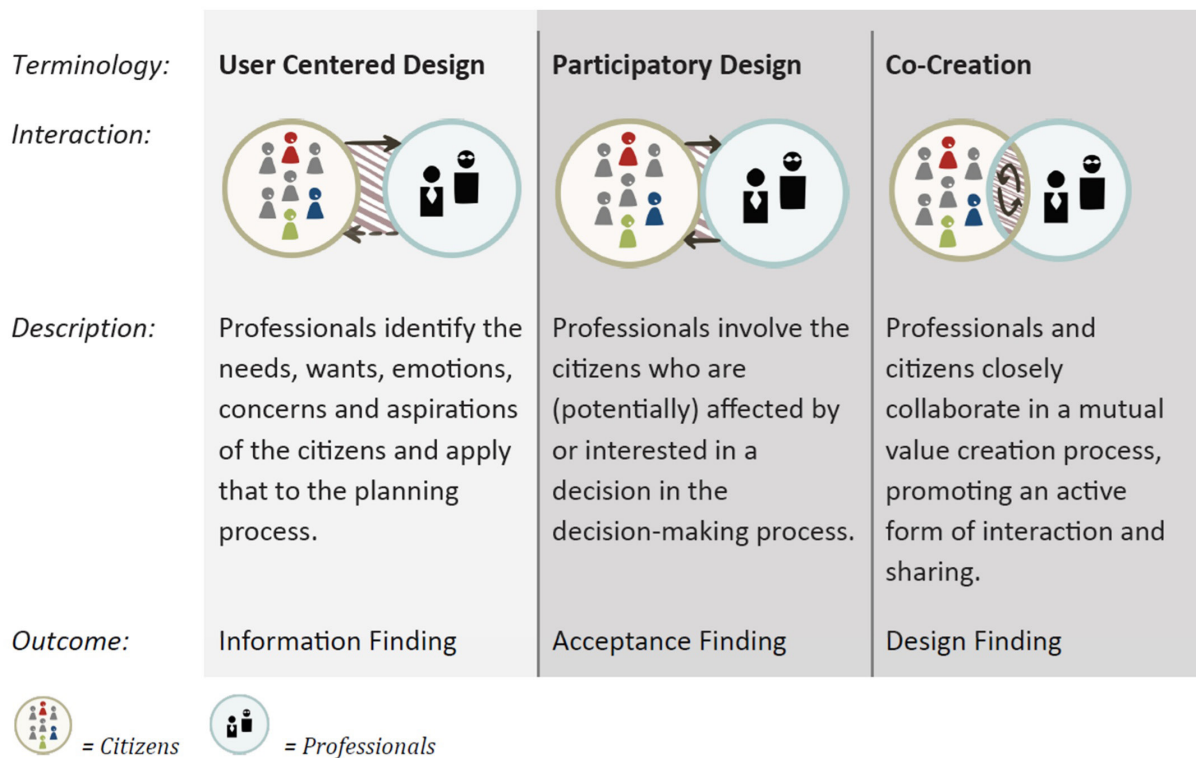 Terminology:
User Centered Design
Participatory Design
Co-Creation
Interaction:
Description:
Professionals identify the
needs, wants, emotions,
concerns and aspirations
of the citizens and apply
that to the planning
process.
Professionals involve the
citizens who are
(potentially) affected by
or interested in a
decision in the
decision-making process.
Professionals and
citizens closely
collaborate in a mutual
value creation process,
promoting an active
form of interaction and
sharing.
Outcome:
Information Finding
Acceptance Finding
Design Finding
= Citizens
= Professionals